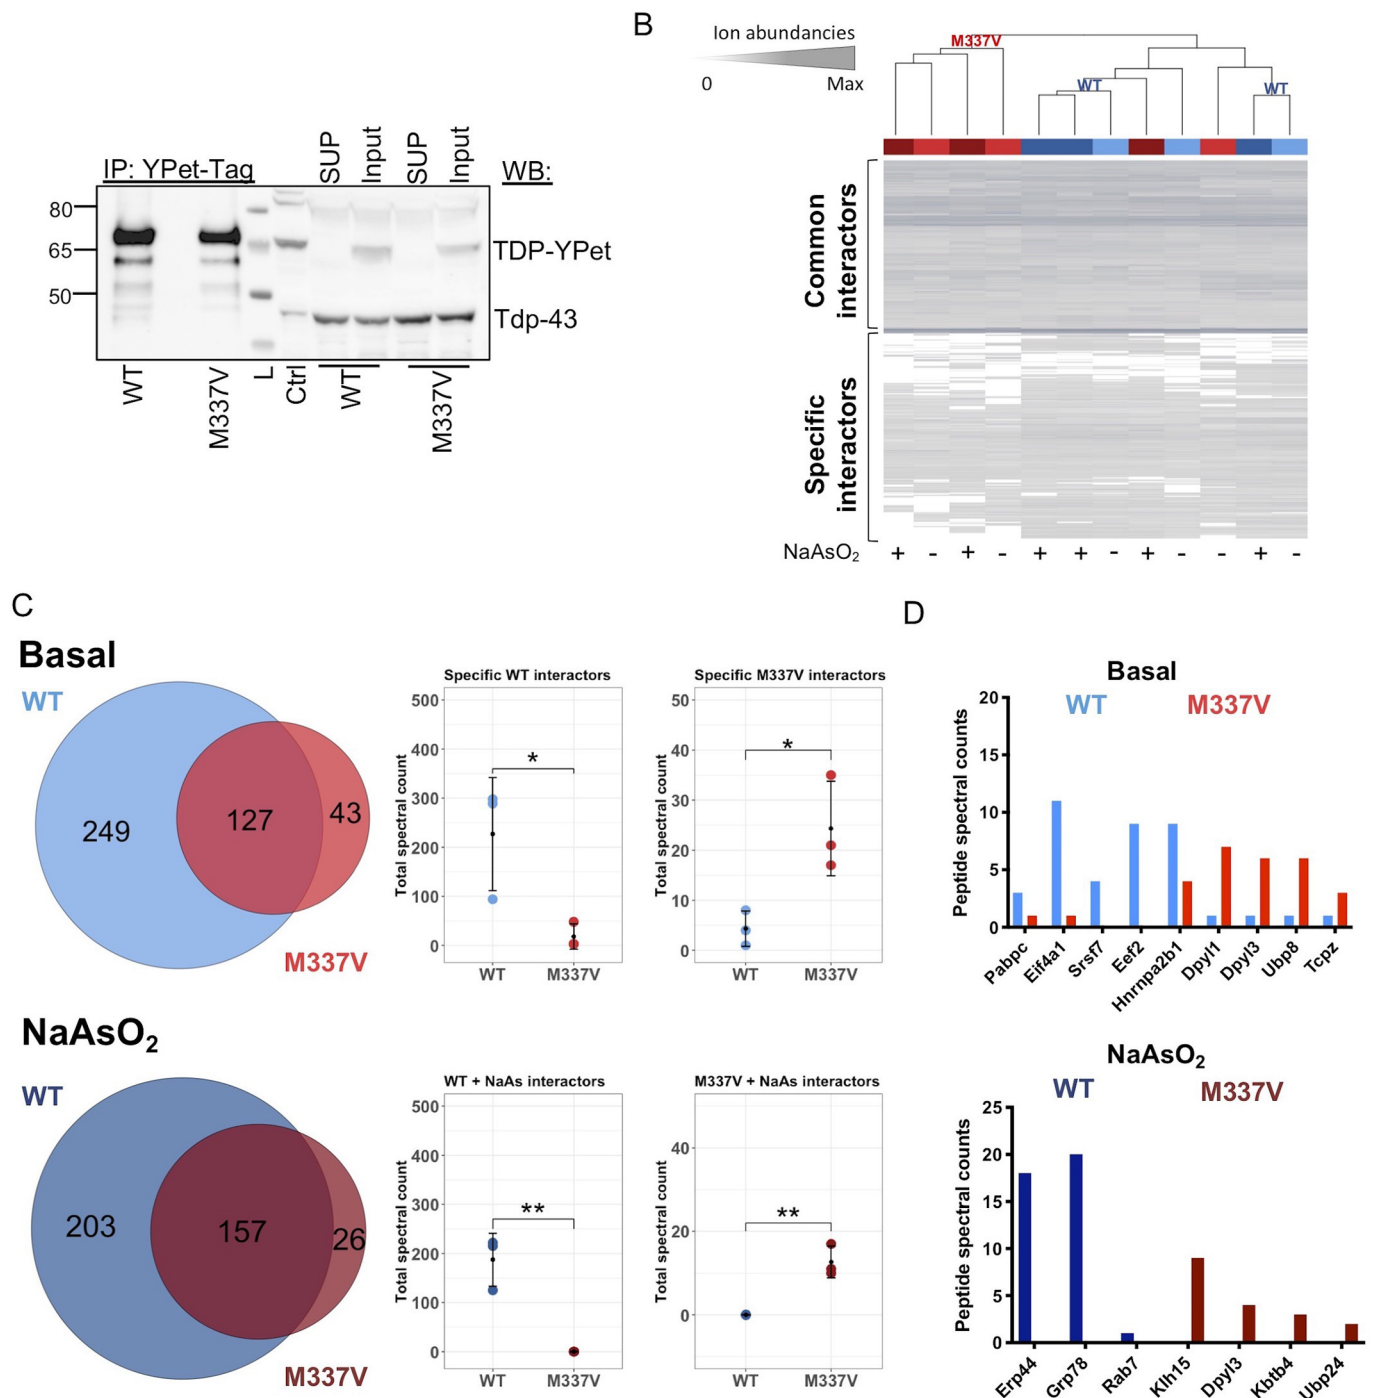 IP: YPet-Tag
SUP
Input
SUP
Input
WB:
80
65
50
TDP-YPet
Tdp-43
WT
M337V
L
Ctrl
WT
M337V
B
Ion abundancies
0 Max
M337V
WT
WT
Common
interactors
Specific
interactors
NaAsO2 + - + - + + - + - - + -
C
Basal
WT
249
127
43
M337V
Specific WT interactors
Total spectral count
500
400
300
200
100
0
*
WT M337V
Specific M337V interactors
Total spectral count
50
40
30
20
10
0
*
WT M337V
NaAsO2
WT
203
157
26
M337V
WT + NaAs interactors
Total spectral count
500
400
300
200
100
0
**
WT M337V
M337V + NaAs interactors
Total spectral count
40
20
0
**
WT M337V
D
Basal
WT M337V
Peptide spectral counts
20
15
10
5
0
Pabpc
Eif4a1
Srsf7
Eef2
Hnrnpa2b1
Dpyl1
Dpyl3
Ubp8
Tcpz
NaAsO2
WT M337V
Peptide spectral counts
25
20
15
10
5
0
Erp44
Grp78
Rab7
Klh15
Dpyl3
Kbtb4
Ubp24